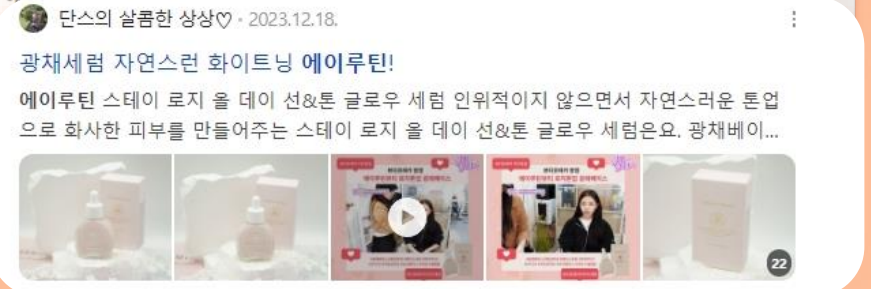 단스의 살콤한 상상♡ · 2023.12.18.
광채세럼 자연스런 화이트닝 에이루틴!
에이루틴 스테이 로지 올 데이 선&톤 글로우 세럼 인위적이지 않으면서 자연스러운 톤업
으로 화사한 피부를 만들어주는 스테이 로지 올 데이 선&톤 글로우 세럼은요. 광채베이...
22